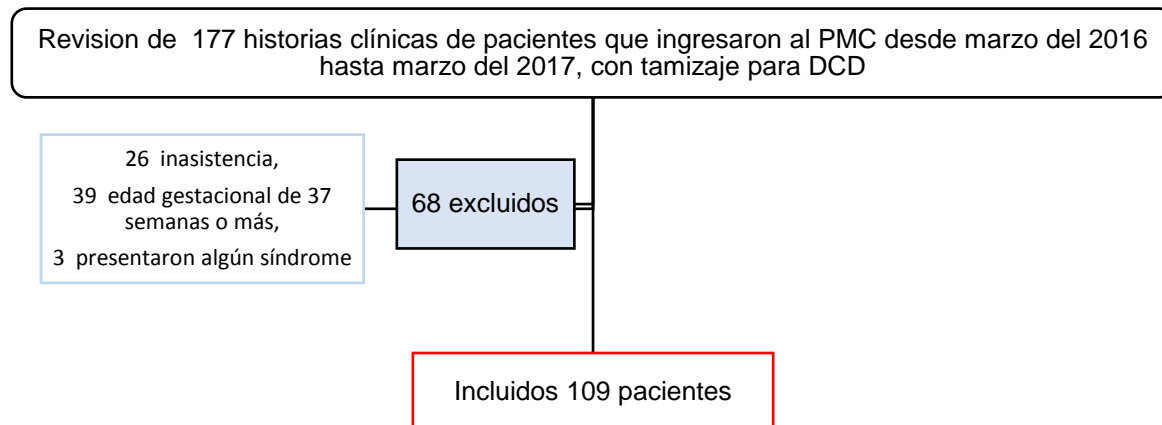 Revision de 177 historias clínicas de pacientes que ingresaron al PMC desde marzo del 2016
hasta marzo del 2017, con tamizaje para DCD
26 inasistencia,
39 edad gestacional de 37
semanas o más,
3 presentaron algún síndrome
68 excluidos
Incluidos 109 pacientes